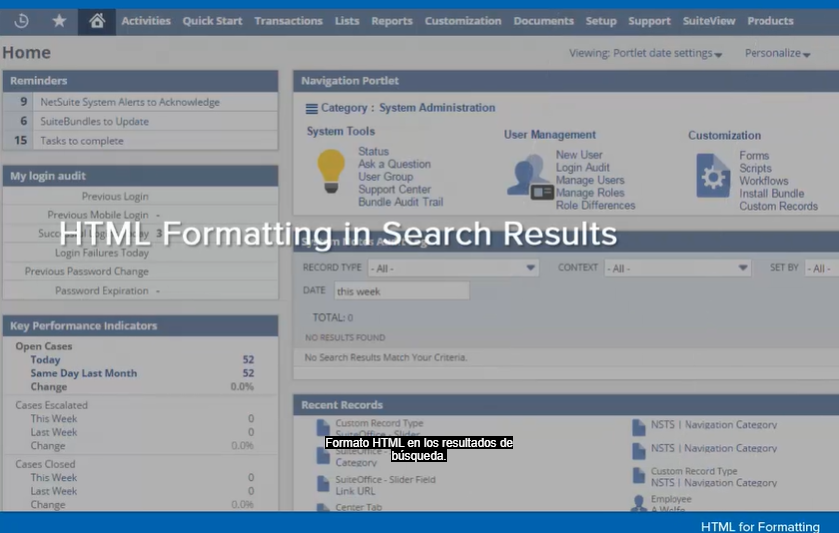 Activities Quick Start Transactions Lists Reports Customization Documents Setup Support SuiteView Products
Home
Viewing: Portlet date settings
Personalize
Reminders
9 NetSuite System Alerts to Acknowledge
6 SuiteBundles to Update
15 Tasks to complete
My login audit
Previous Login
Previous Mobile Login -
Login Failures Today
Previous Password Change
Password Expiration -
Key Performance Indicators
Open Cases
Today 52
Same Day Last Month 52
Change 0.0%
Cases Escalated
This Week 0
Last Week 0
Change 0.0%
Cases Closed
This Week 0
Last Week 0
Change 0.0%
Navigation Portlet
Category : System Administration
System Tools
Status
Ask a Question
User Group
Support Center
Bundle Audit Trail
User Management
New User
Login Audit
Manage Users
Manage Roles
Role Differences
Customization
Forms
Scripts
Workflows
Install Bundle
Custom Records
HTML Formatting in Search Results
RECORD TYPE - All - CONTEXT - All - SET BY - All -
DATE this week
TOTAL: 0
NO RESULTS FOUND
No Search Results Match Your Criteria.
Recent Records
Custom Record Type
SuiteOffice - Slider
Category
SuiteOffice - Slider Field
Link URL
Center Tab
NSTS | Navigation Category
NSTS | Navigation Category
Custom Record Type
NSTS | Navigation Category
Employee
A Wolfe
Formato HTML en los resultados de
búsqueda.
HTML for Formatting